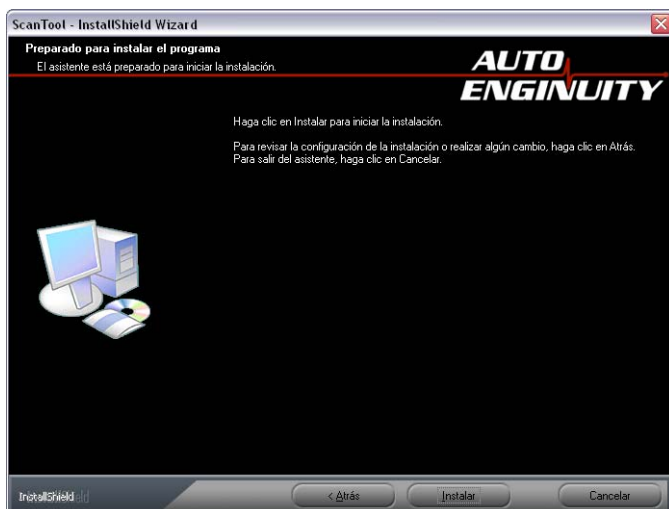 ScanTool - InstallShield Wizard
Preparado para instalar el programa
El asistente está preparado para iniciar la instalación.
AUTO
ENGINUITY
Haga clic en Instalar para iniciar la instalación.
Para revisar la configuración de la instalación o realizar algún cambio, haga clic en Atrás.
Para salir del asistente, haga clic en Cancelar.
InstallShield
< Atrás
Instalar
Cancelar